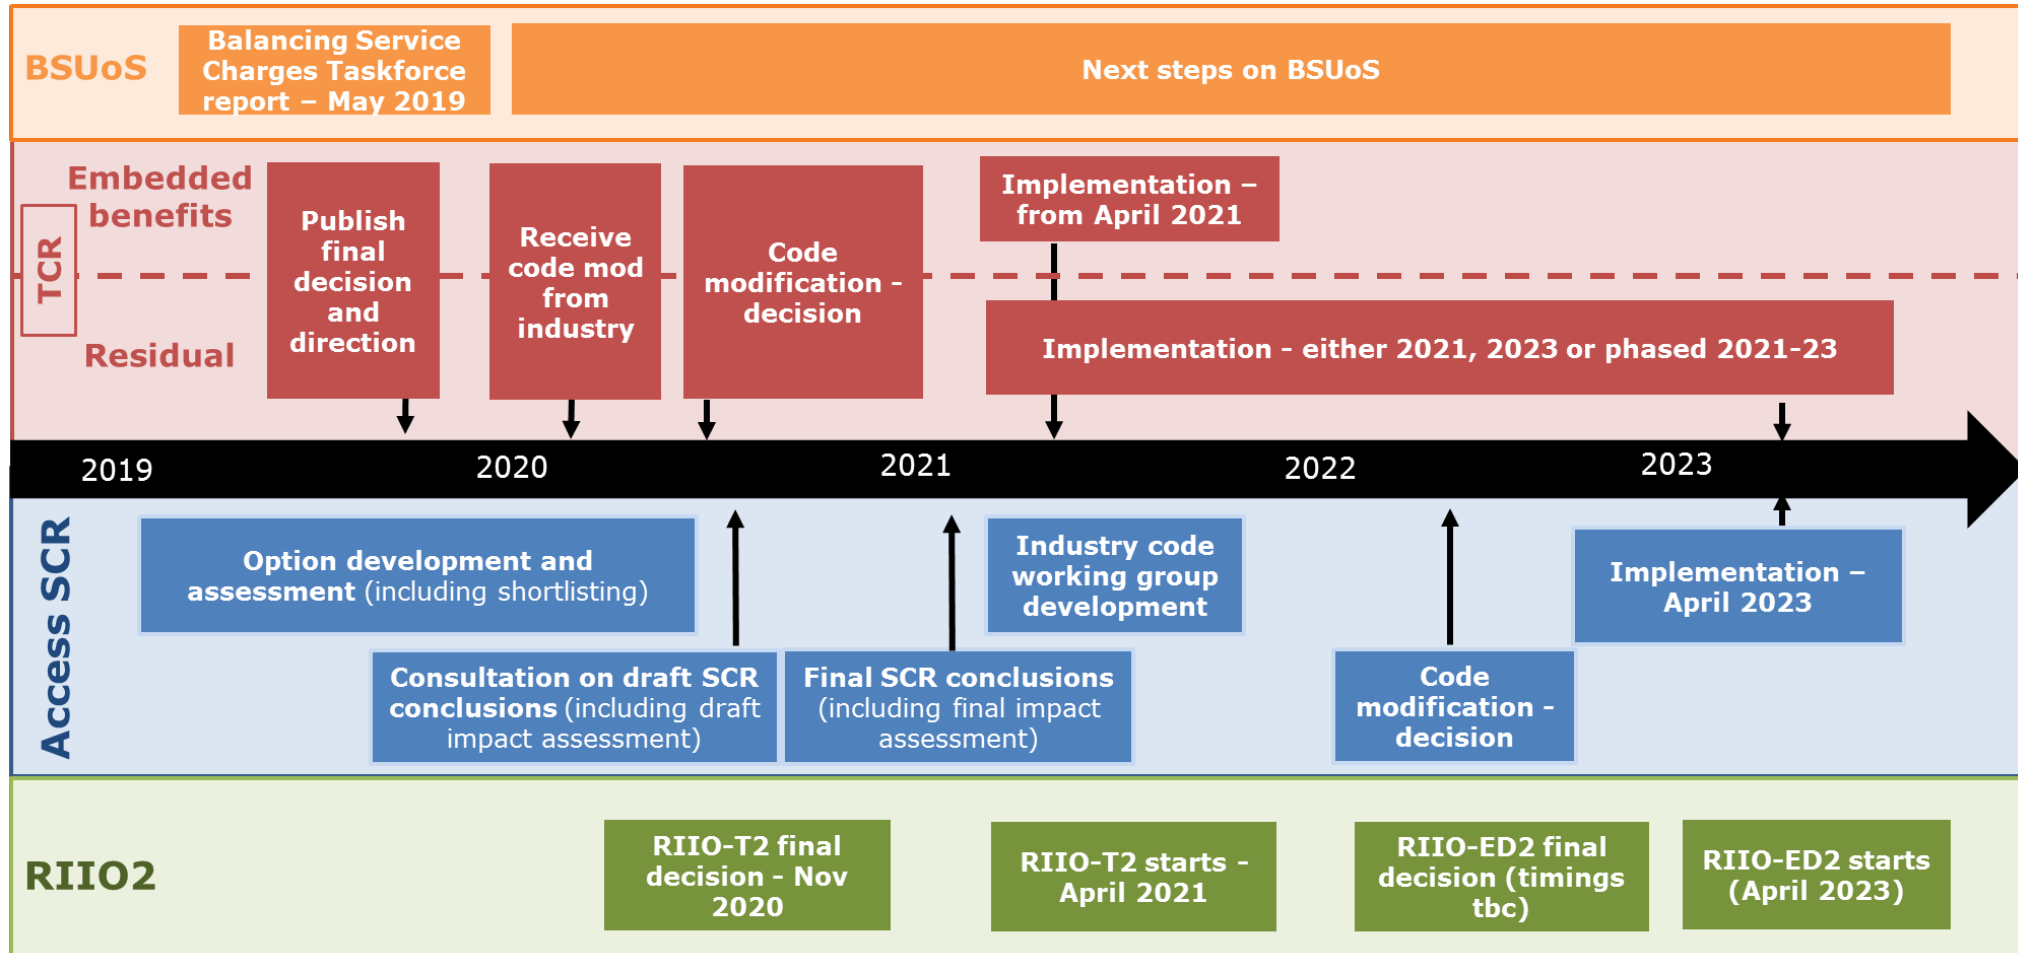 BSUoS
Balancing Service
Charges Taskforce
report – May 2019
Next steps on BSUoS
TCR
Embedded
benefits
Residual
Publish
final
decision
and
direction
Receive
code mod
from
industry
Code
modification -
decision
Implementation –
from April 2021
Implementation - either 2021, 2023 or phased 2021-23
2019
2020
2021
2022
2023
Access SCR
Option development and
assessment (including shortlisting)
Consultation on draft SCR
conclusions (including draft
impact assessment)
Final SCR conclusions
(including final impact
assessment)
Industry code
working group
development
Code
modification -
decision
Implementation –
April 2023
RIIO2
RIIO-T2 final
decision - Nov
2020
RIIO-T2 starts -
April 2021
RIIO-ED2 final
decision (timings
tbc)
RIIO-ED2 starts
(April 2023)